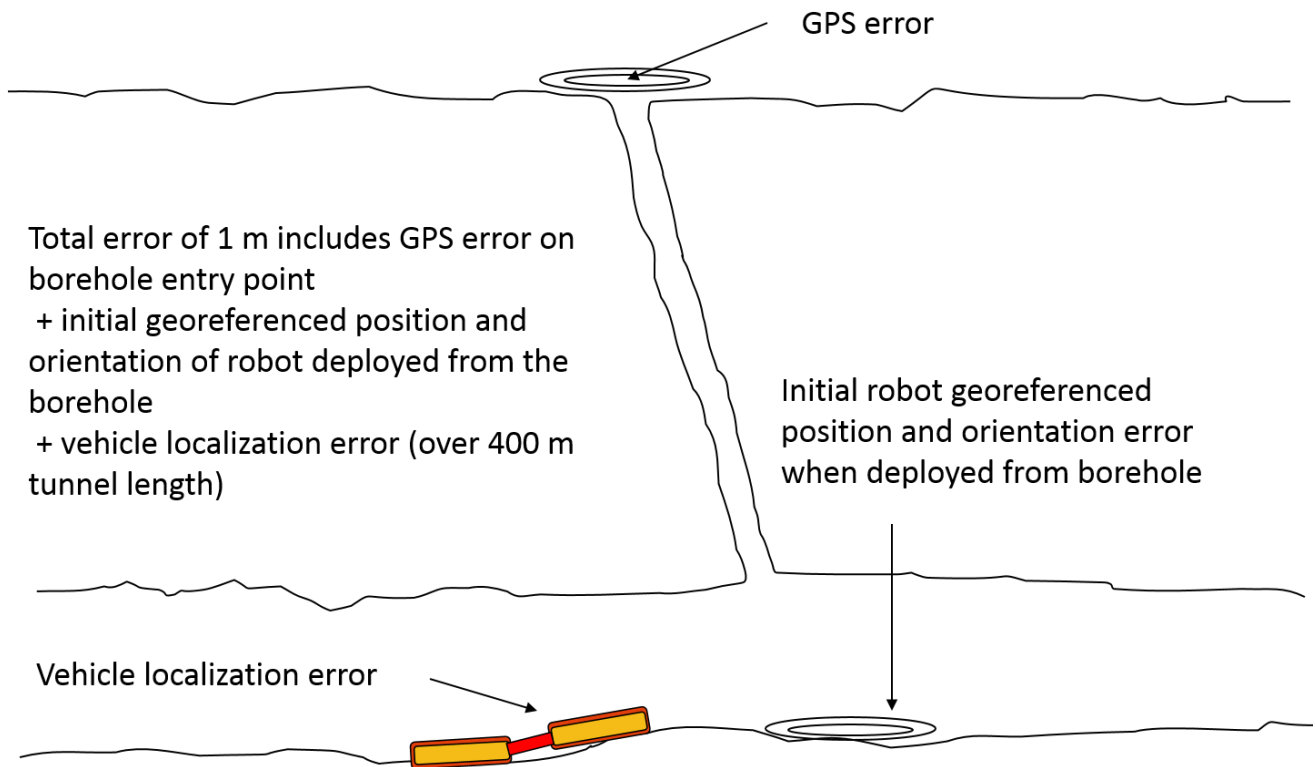 GPS error
Total error of 1 m includes GPS error on
borehole entry point
+ initial georeferenced position and
orientation of robot deployed from the
borehole
+ vehicle localization error (over 400 m
tunnel length)
Initial robot georeferenced
position and orientation error
when deployed from borehole
Vehicle localization error